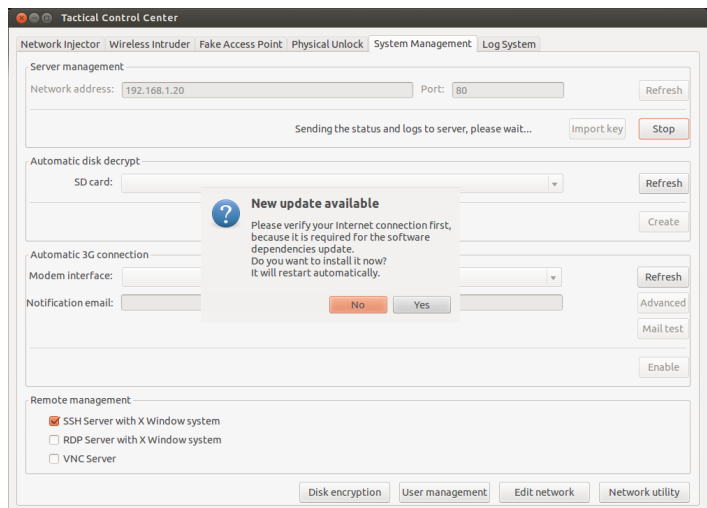 Tactical Control Center
Network Injector Wireless Intruder Fake Access Point Physical Unlock System Management Log System
Server management
Network address: 192.168.1.20 Port: 80 Refresh
Sending the status and logs to server, please wait... Import key Stop
Automatic disk decrypt
SD card: Refresh
Create
New update available
Please verify your Internet connection first,
because it is required for the software
dependencies update.
Do you want to install it now?
It will restart automatically.
No Yes
Automatic 3G connection
Modem interface: Refresh
Notification email: Advanced
Mail test
Enable
Remote management
SSH Server with X Window system
RDP Server with X Window system
VNC Server
Disk encryption User management Edit network Network utility